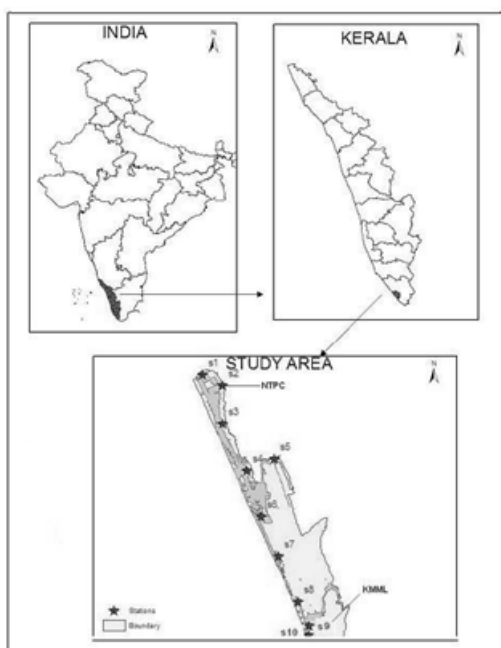 INDIA
N
KERALA
N
STUDY AREA
N
s1
s2
NTPC
s3
s4
s5
s6
s7
s8
KMML
s9
s10
Stations
Boundary